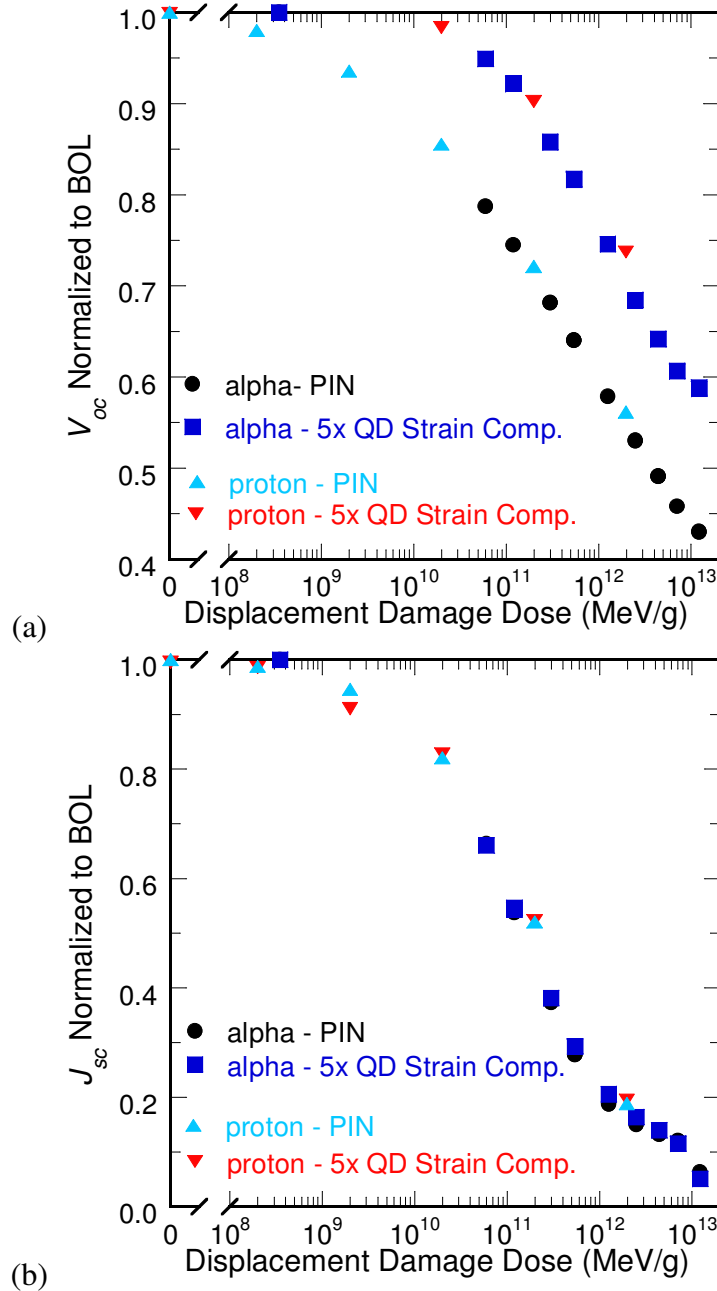 1.0
0.9
0.8
0.7
0.6
0.5
0.4
V_oc Normalized to BOL
alpha- PIN
alpha - 5x QD Strain Comp.
proton - PIN
proton - 5x QD Strain Comp.
0 10^8 10^9 10^10 10^11 10^12 10^13
Displacement Damage Dose (MeV/g)
(a)
1.0
0.8
0.6
0.4
0.2
0.0
J_sc Normalized to BOL
alpha - PIN
alpha - 5x QD Strain Comp.
proton - PIN
proton - 5x QD Strain Comp.
0 10^8 10^9 10^10 10^11 10^12 10^13
Displacement Damage Dose (MeV/g)
(b)